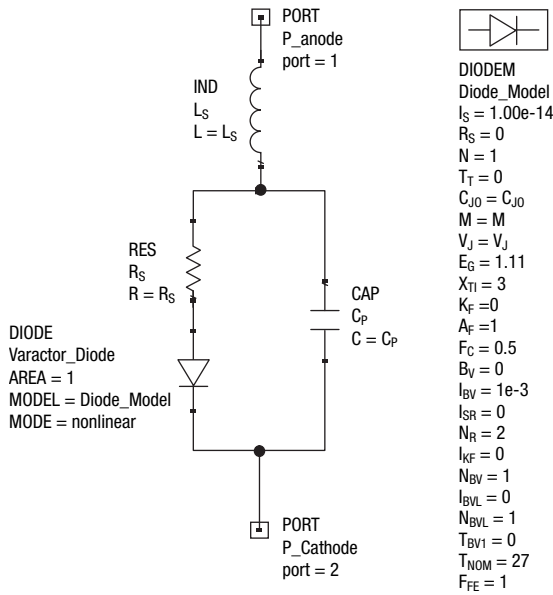 PORT
P_anode
port = 1
IND
LS
L = LS
RES
RS
R = RS
CAP
CP
C = CP
DIODE
Varactor_Diode
AREA = 1
MODEL = Diode_Model
MODE = nonlinear
PORT
P_Cathode
port = 2
DIODEM
Diode_Model
IS = 1.00e-14
RS = 0
N = 1
TT = 0
CJ0 = CJ0
M = M
VJ = VJ
EG = 1.11
XTI = 3
KF =0
AF =1
FC = 0.5
BV = 0
IBV = 1e-3
ISR = 0
NR = 2
IKF = 0
NBV = 1
IBVL = 0
NBVL = 1
TBV1 = 0
TNOM = 27
FFE = 1